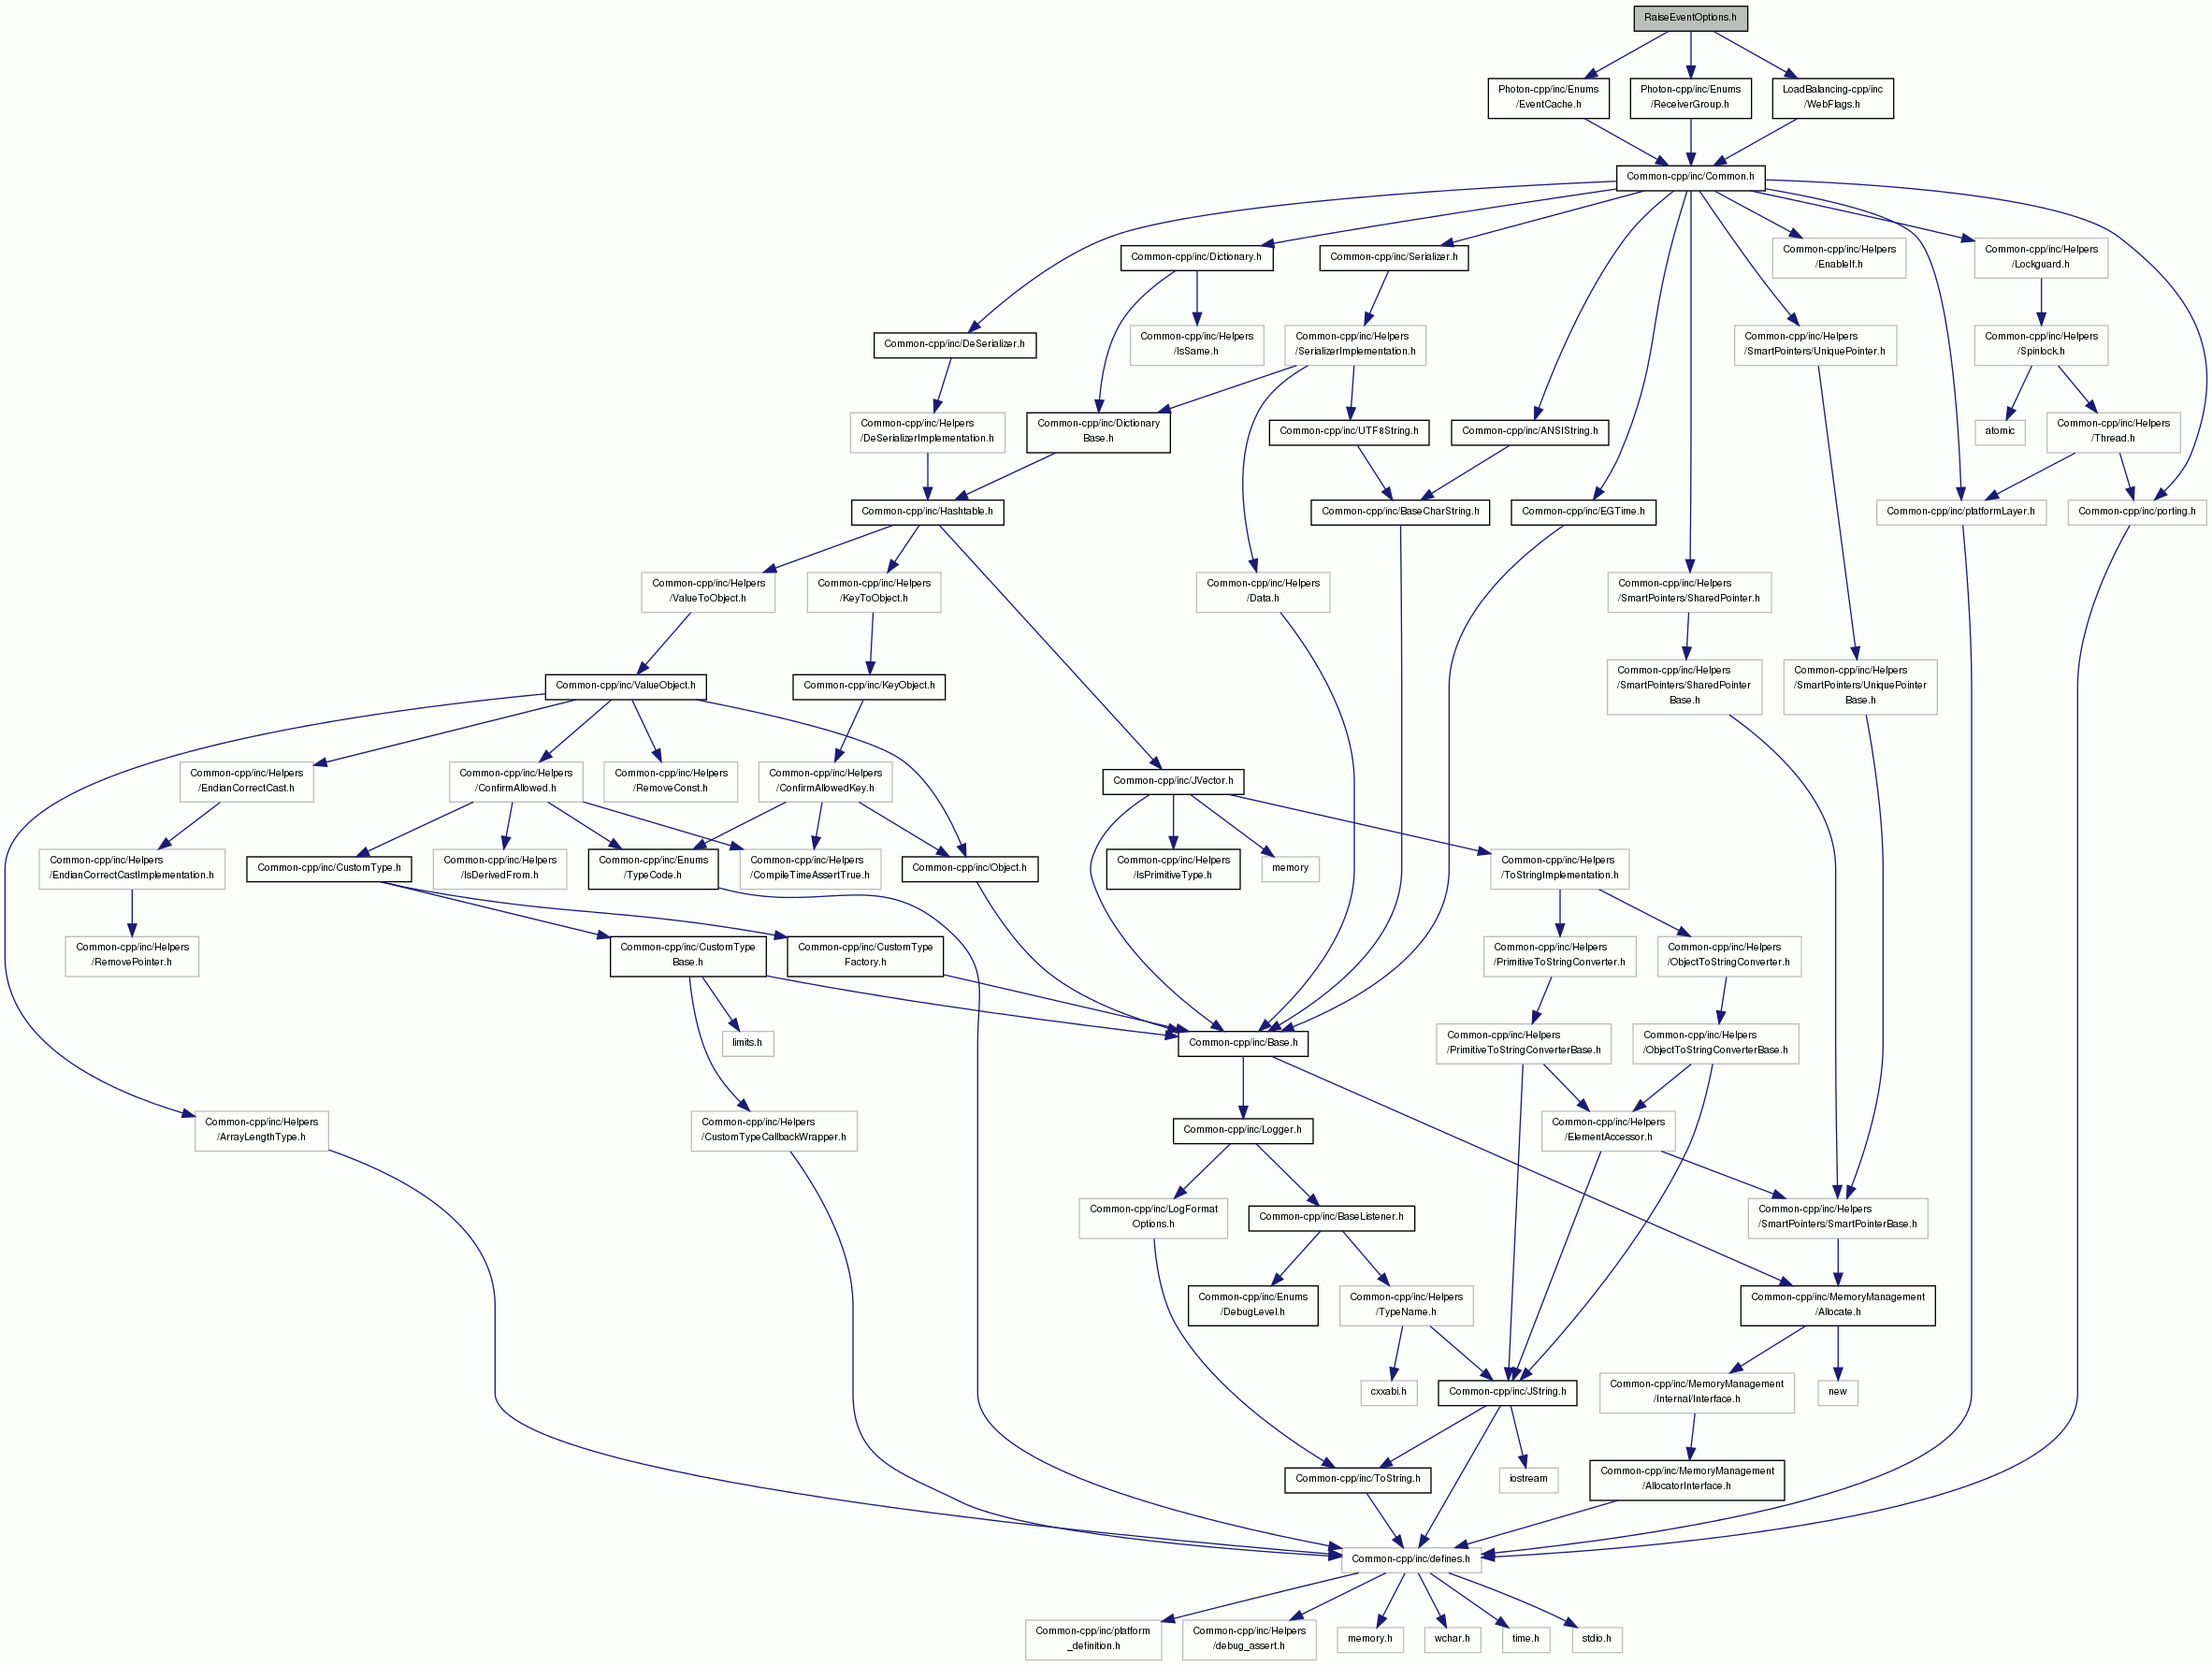 RaiseEventOptions.h
Photon-cpp/inc/Enums
/EventCache.h
Photon-cpp/inc/Enums
/ReceiverGroup.h
LoadBalancing-cpp/inc
/WebFlags.h
Common-cpp/inc/Common.h
Common-cpp/inc/Dictionary.h
Common-cpp/inc/Serializer.h
Common-cpp/inc/Helpers
/EnableIf.h
Common-cpp/inc/Helpers
/Lockguard.h
Common-cpp/inc/DeSerializer.h
Common-cpp/inc/Helpers
/IsSame.h
Common-cpp/inc/Helpers
/SerializerImplementation.h
Common-cpp/inc/Helpers
/SmartPointers/UniquePointer.h
Common-cpp/inc/Helpers
/Spinlock.h
Common-cpp/inc/Helpers
/DeSerializerImplementation.h
Common-cpp/inc/Dictionary
Base.h
Common-cpp/inc/UTF8String.h
Common-cpp/inc/ANSIString.h
atomic
Common-cpp/inc/Helpers
/Thread.h
Common-cpp/inc/Hashtable.h
Common-cpp/inc/BaseCharString.h
Common-cpp/inc/EGTime.h
Common-cpp/inc/platformLayer.h
Common-cpp/inc/porting.h
Common-cpp/inc/Helpers
/ValueToObject.h
Common-cpp/inc/Helpers
/KeyToObject.h
Common-cpp/inc/Helpers
/Data.h
Common-cpp/inc/Helpers
/SmartPointers/SharedPointer.h
Common-cpp/inc/ValueObject.h
Common-cpp/inc/KeyObject.h
Common-cpp/inc/Helpers
/SmartPointers/SharedPointer
Base.h
Common-cpp/inc/Helpers
/SmartPointers/UniquePointer
Base.h
Common-cpp/inc/Helpers
/EndianCorrectCast.h
Common-cpp/inc/Helpers
/ConfirmAllowed.h
Common-cpp/inc/Helpers
/RemoveConst.h
Common-cpp/inc/Helpers
/ConfirmAllowedKey.h
Common-cpp/inc/JVector.h
Common-cpp/inc/Helpers
/EndianCorrectCastImplementation.h
Common-cpp/inc/CustomType.h
Common-cpp/inc/Helpers
/IsDerivedFrom.h
Common-cpp/inc/Enums
/TypeCode.h
Common-cpp/inc/Helpers
/CompileTimeAssertTrue.h
Common-cpp/inc/Object.h
Common-cpp/inc/Helpers
/IsPrimitiveType.h
memory
Common-cpp/inc/Helpers
/ToStringImplementation.h
Common-cpp/inc/Helpers
/RemovePointer.h
Common-cpp/inc/CustomType
Base.h
Common-cpp/inc/CustomType
Factory.h
Common-cpp/inc/Helpers
/PrimitiveToStringConverter.h
Common-cpp/inc/Helpers
/ObjectToStringConverter.h
limits.h
Common-cpp/inc/Base.h
Common-cpp/inc/Helpers
/PrimitiveToStringConverterBase.h
Common-cpp/inc/Helpers
/ObjectToStringConverterBase.h
Common-cpp/inc/Helpers
/ArrayLengthType.h
Common-cpp/inc/Helpers
/CustomTypeCallbackWrapper.h
Common-cpp/inc/Logger.h
Common-cpp/inc/Helpers
/ElementAccessor.h
Common-cpp/inc/LogFormat
Options.h
Common-cpp/inc/BaseListener.h
Common-cpp/inc/Helpers
/SmartPointers/SmartPointerBase.h
Common-cpp/inc/Enums
/DebugLevel.h
Common-cpp/inc/Helpers
/TypeName.h
Common-cpp/inc/MemoryManagement
/Allocate.h
cxxabi.h
Common-cpp/inc/JString.h
Common-cpp/inc/MemoryManagement
/Internal/Interface.h
new
Common-cpp/inc/ToString.h
iostream
Common-cpp/inc/MemoryManagement
/AllocatorInterface.h
Common-cpp/inc/defines.h
Common-cpp/inc/platform
_definition.h
Common-cpp/inc/Helpers
/debug_assert.h
memory.h
wchar.h
time.h
stdio.h